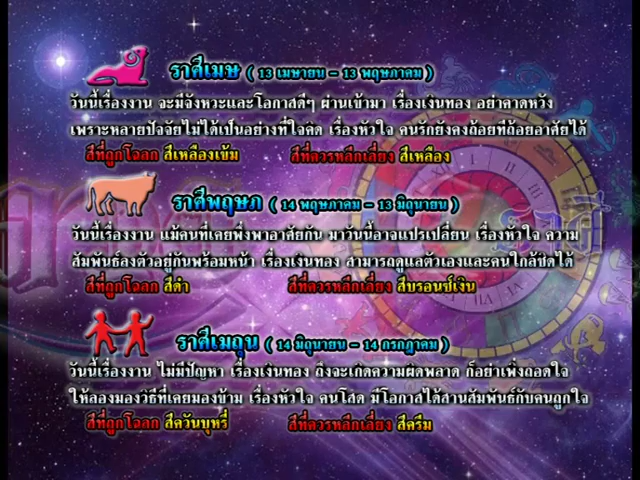 ราศีเมษ ( 13 เมษายน - 13 พฤษภาคม )
วันนี้เรื่องงาน จะมีจังหวะและโอกาสดีๆ ผ่านเข้ามา เรื่องเงินทอง อย่าคาดหวัง
เพราะหลายปัจจัยไม่ได้เป็นอย่างที่ใจคิด เรื่องหัวใจ คนรักยังคงถ้อยทีถ้อยอาศัยได้
สีที่ถูกโฉลก สีเหลืองเข้ม สีที่ควรหลีกเลี่ยง สีเหลือง
ราศีพฤษภ ( 14 พฤษภาคม - 13 มิถุนายน )
วันนี้เรื่องงาน แม้คนที่เคยพึ่งพาอาศัยกัน มาวันนี้อาจแปรเปลี่ยน เรื่องหัวใจ ความ
สัมพันธ์ลงตัวอยู่กันพร้อมหน้า เรื่องเงินทอง สามารถดูแลตัวเองและคนใกล้ชิดได้
สีที่ถูกโฉลก สีดำ สีที่ควรหลีกเลี่ยง สีบรอนซ์เงิน
ราศีเมถุน ( 14 มิถุนายน - 14 กรกฎาคม )
วันนี้เรื่องงาน ไม่มีปัญหา เรื่องเงินทอง ถึงจะเกิดความผิดพลาด ก็อย่าเพิ่งถอดใจ
ให้ลองมองวิธีที่เคยมองข้าม เรื่องหัวใจ คนโสด มีโอกาสได้สานสัมพันธ์กับคนถูกใจ
สีที่ถูกโฉลก สีควันบุหรี่ สีที่ควรหลีกเลี่ยง สีครีม